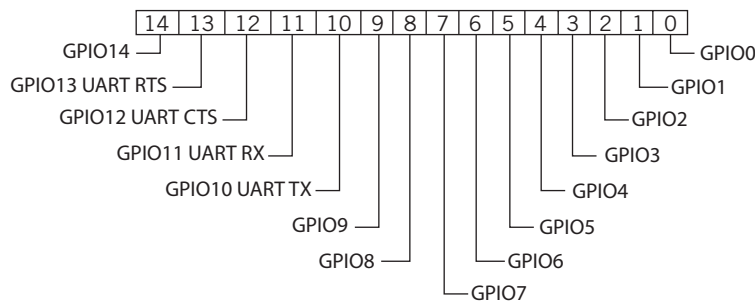 14 13 12 11 10 9 8 7 6 5 4 3 2 1 0
GPIO14 GPIO0
GPIO13 UART RTS GPIO1
GPIO12 UART CTS GPIO2
GPIO11 UART RX GPIO3
GPIO10 UART TX GPIO4
GPIO9 GPIO5
GPIO8 GPIO6
GPIO7